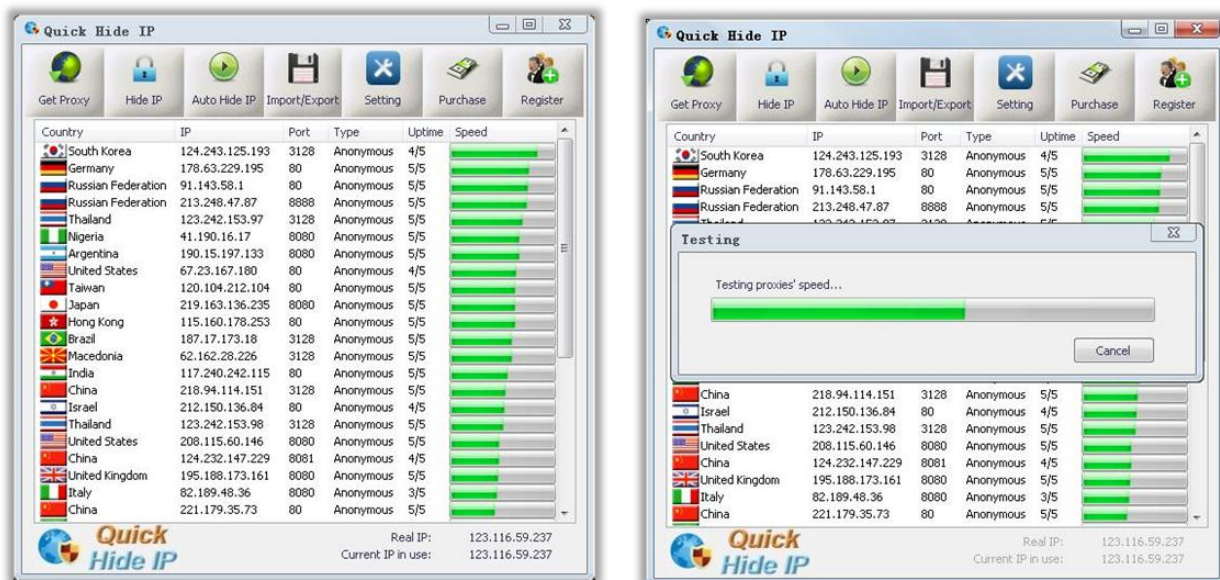 Quick Hide IP
Get Proxy Hide IP Auto Hide IP Import/Export Setting Purchase Register
Country IP Port Type Uptime Speed
South Korea 124.243.125.193 3128 Anonymous 4/5
Germany 178.63.229.195 80 Anonymous 5/5
Russian Federation 91.143.58.1 80 Anonymous 5/5
Russian Federation 213.248.47.87 8888 Anonymous 5/5
Thailand 123.242.153.97 3128 Anonymous 5/5
Nigeria 41.190.16.17 8080 Anonymous 5/5
Argentina 190.15.197.133 8080 Anonymous 5/5
United States 67.23.167.180 80 Anonymous 4/5
Taiwan 120.104.212.104 80 Anonymous 5/5
Japan 219.163.136.235 8080 Anonymous 5/5
Hong Kong 115.160.178.253 80 Anonymous 5/5
Brazil 187.17.173.18 3128 Anonymous 5/5
Macedonia 62.162.28.226 3128 Anonymous 5/5
India 117.240.242.115 80 Anonymous 5/5
China 218.94.114.151 3128 Anonymous 5/5
Israel 212.150.136.84 80 Anonymous 4/5
Thailand 123.242.153.98 3128 Anonymous 5/5
United States 208.115.60.146 8080 Anonymous 5/5
China 124.232.147.229 8081 Anonymous 4/5
United Kingdom 195.188.173.161 8080 Anonymous 5/5
Italy 82.189.48.36 8080 Anonymous 3/5
China 221.179.35.73 80 Anonymous 5/5
Quick
Hide IP
Real IP: 123.116.59.237
Current IP in use: 123.116.59.237
Quick Hide IP
Get Proxy Hide IP Auto Hide IP Import/Export Setting Purchase Register
Country IP Port Type Uptime Speed
South Korea 124.243.125.193 3128 Anonymous 4/5
Germany 178.63.229.195 80 Anonymous 5/5
Russian Federation 91.143.58.1 80 Anonymous 5/5
Russian Federation 213.248.47.87 8888 Anonymous 5/5
Testing
Testing proxies' speed...
Cancel
China 218.94.114.151 3128 Anonymous 5/5
Israel 212.150.136.84 80 Anonymous 4/5
Thailand 123.242.153.98 3128 Anonymous 5/5
United States 208.115.60.146 8080 Anonymous 5/5
China 124.232.147.229 8081 Anonymous 4/5
United Kingdom 195.188.173.161 8080 Anonymous 5/5
Italy 82.189.48.36 8080 Anonymous 3/5
China 221.179.35.73 80 Anonymous 5/5
Quick
Hide IP
Real IP: 123.116.59.237
Current IP in use: 123.116.59.237